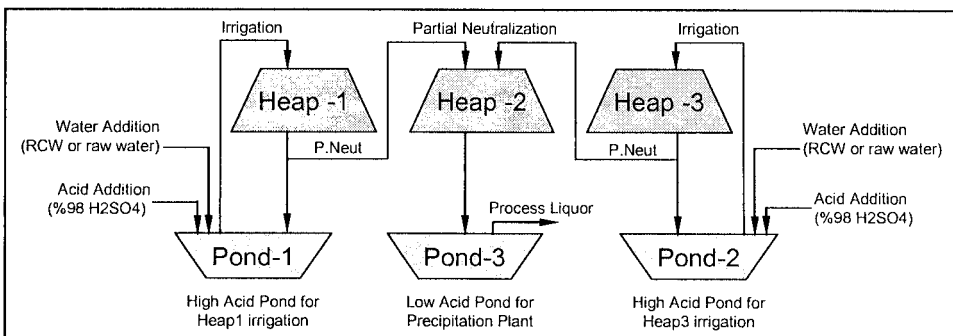 Irrigation
Partial Neutralization
Irrigation
Heap -1
Heap -2
Heap -3
Water Addition
(RCW or raw water)
P.Neut
P.Neut
Water Addition
(RCW or raw water)
Acid Addition
(%98 H2SO4)
Process Liquor
Acid Addition
(%98 H2SO4)
Pond-1
Pond-3
Pond-2
High Acid Pond for
Heap1 irrigation
Low Acid Pond for
Precipitation Plant
High Acid Pond for
Heap3 irrigation